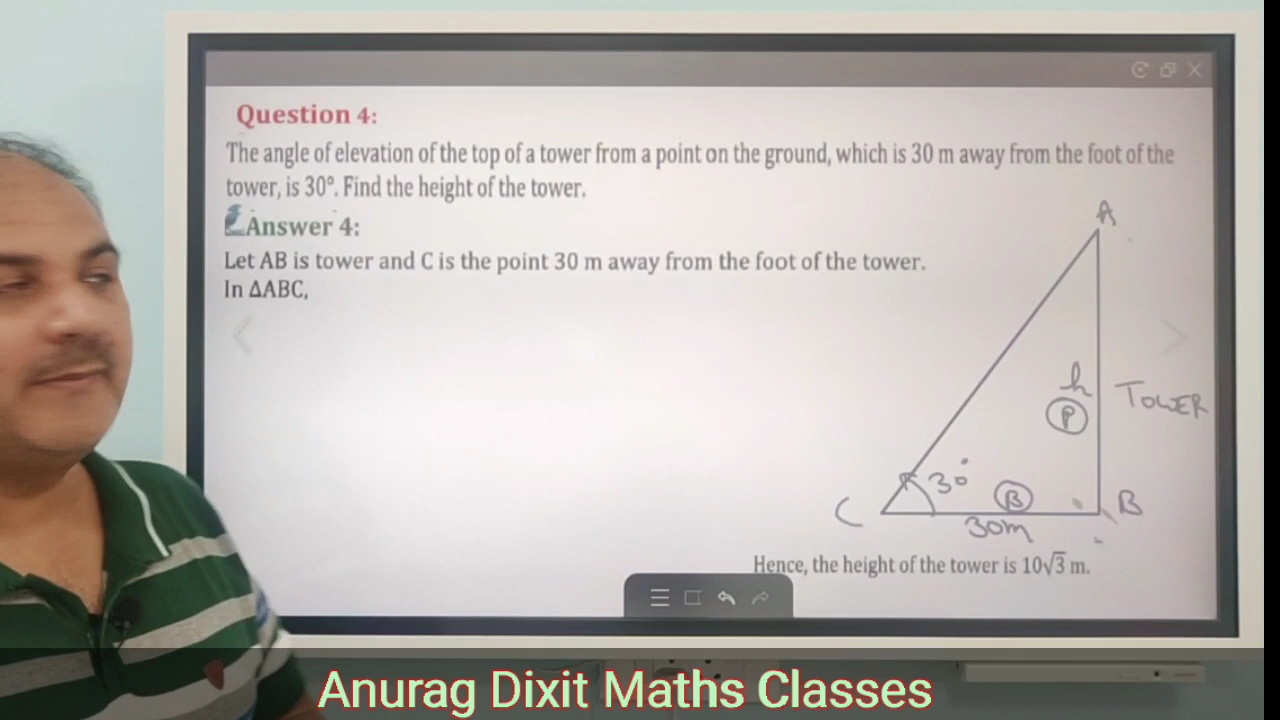 Question 4:
The angle of elevation of the top of a tower from a point on the ground, which is 30 m away from the foot of the
tower, is 30°. Find the height of the tower.
Answer 4:
Let AB is tower and C is the point 30 m away from the foot of the tower.
In ΔABC,
A
h
P
TOWER
30°
B
C
B
30m
Hence, the height of the tower is 10√3 m.
Anurag Dixit Maths Classes